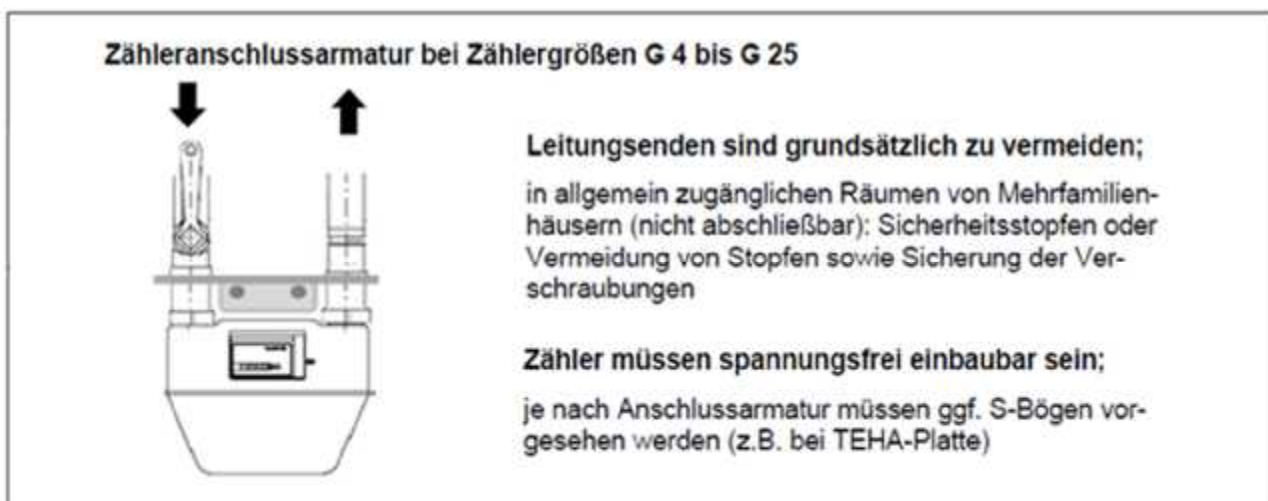 Zähleranschlussarmatur bei Zählergrößen G 4 bis G 25
Leitungsenden sind grundsätzlich zu vermeiden;
in allgemein zugänglichen Räumen von Mehrfamilien-
häusern (nicht abschließbar): Sicherheitsstopfen oder
Vermeidung von Stopfen sowie Sicherung der Ver-
schraubungen
Zähler müssen spannungsfrei einbaubar sein;
je nach Anschlussarmatur müssen ggf. S-Bögen vor-
gesehen werden (z.B. bei TEHA-Platte)